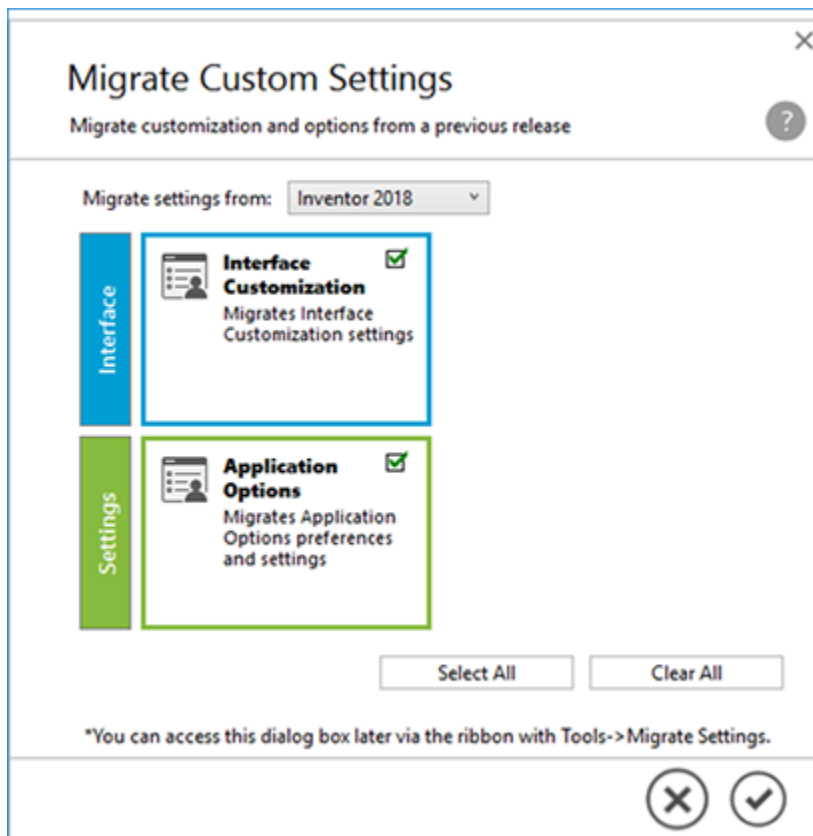 Migrate Custom Settings
Migrate customization and options from a previous release
?
Migrate settings from: Inventor 2018
Interface
Interface
Customization
Migrates Interface
Customization settings
Settings
Application
Options
Migrates Application
Options preferences
and settings
Select All Clear All
*You can access this dialog box later via the ribbon with Tools->Migrate Settings.